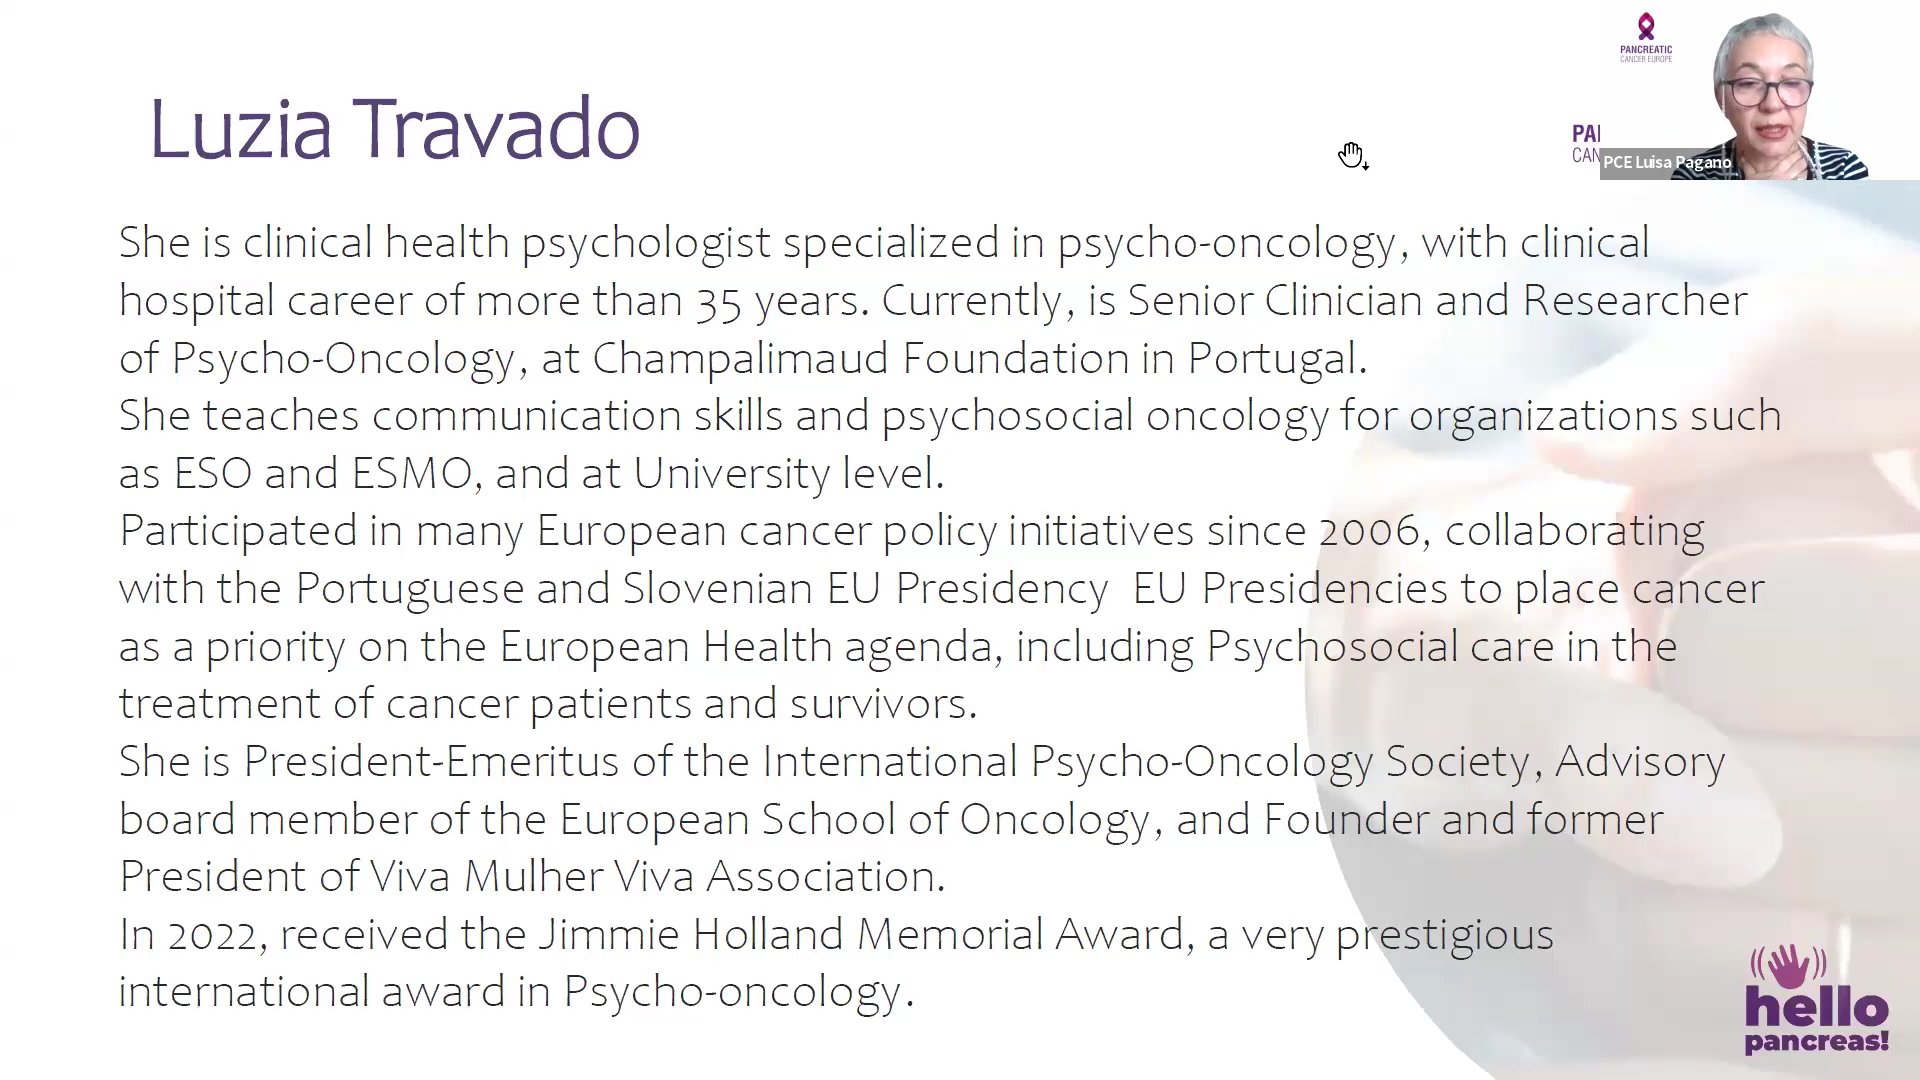 PANCREATIC
CANCER EUROPE
Luzia Travado
PAI
CAN
PCE Luisa Pagano
She is clinical health psychologist specialized in psycho-oncology, with clinical
hospital career of more than 35 years. Currently, is Senior Clinician and Researcher
of Psycho-Oncology, at Champalimaud Foundation in Portugal.
She teaches communication skills and psychosocial oncology for organizations such
as ESO and ESMO, and at University level.
Participated in many European cancer policy initiatives since 2006, collaborating
with the Portuguese and Slovenian EU Presidency  EU Presidencies to place cancer
as a priority on the European Health agenda, including Psychosocial care in the
treatment of cancer patients and survivors.
She is President-Emeritus of the International Psycho-Oncology Society, Advisory
board member of the European School of Oncology, and Founder and former
President of Viva Mulher Viva Association.
In 2022, received the Jimmie Holland Memorial Award, a very prestigious
international award in Psycho-oncology.
hello
pancreas!